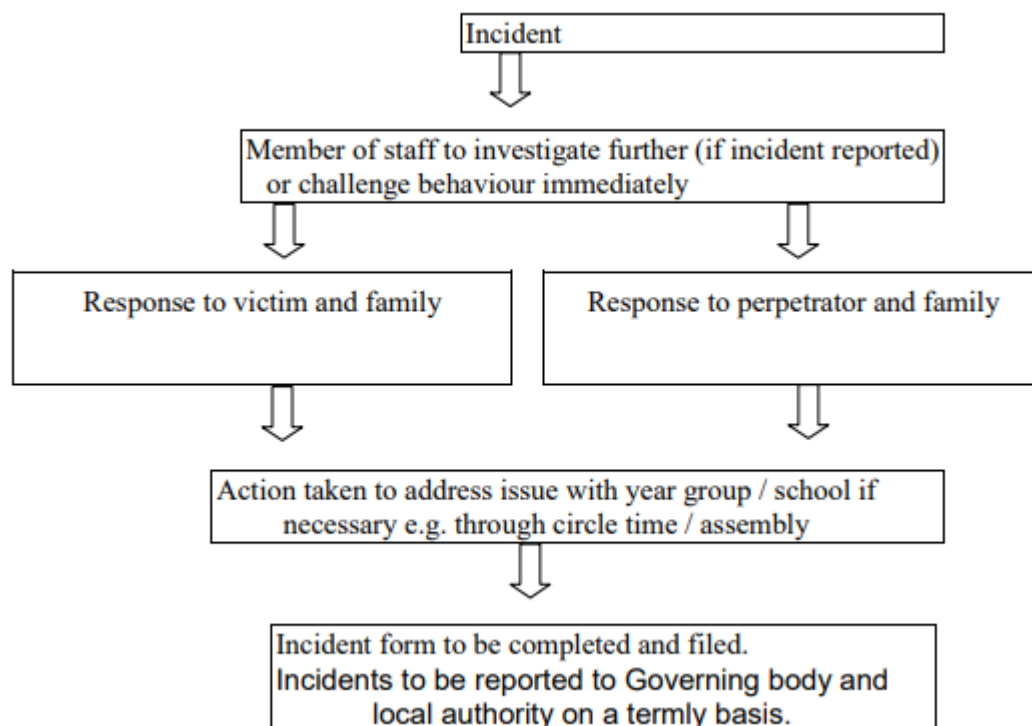 Incident
Member of staff to investigate further (if incident reported)
or challenge behaviour immediately
Response to victim and family
Response to perpetrator and family
Action taken to address issue with year group / school if
necessary e.g. through circle time / assembly
Incident form to be completed and filed.
Incidents to be reported to Governing body and
local authority on a termly basis.